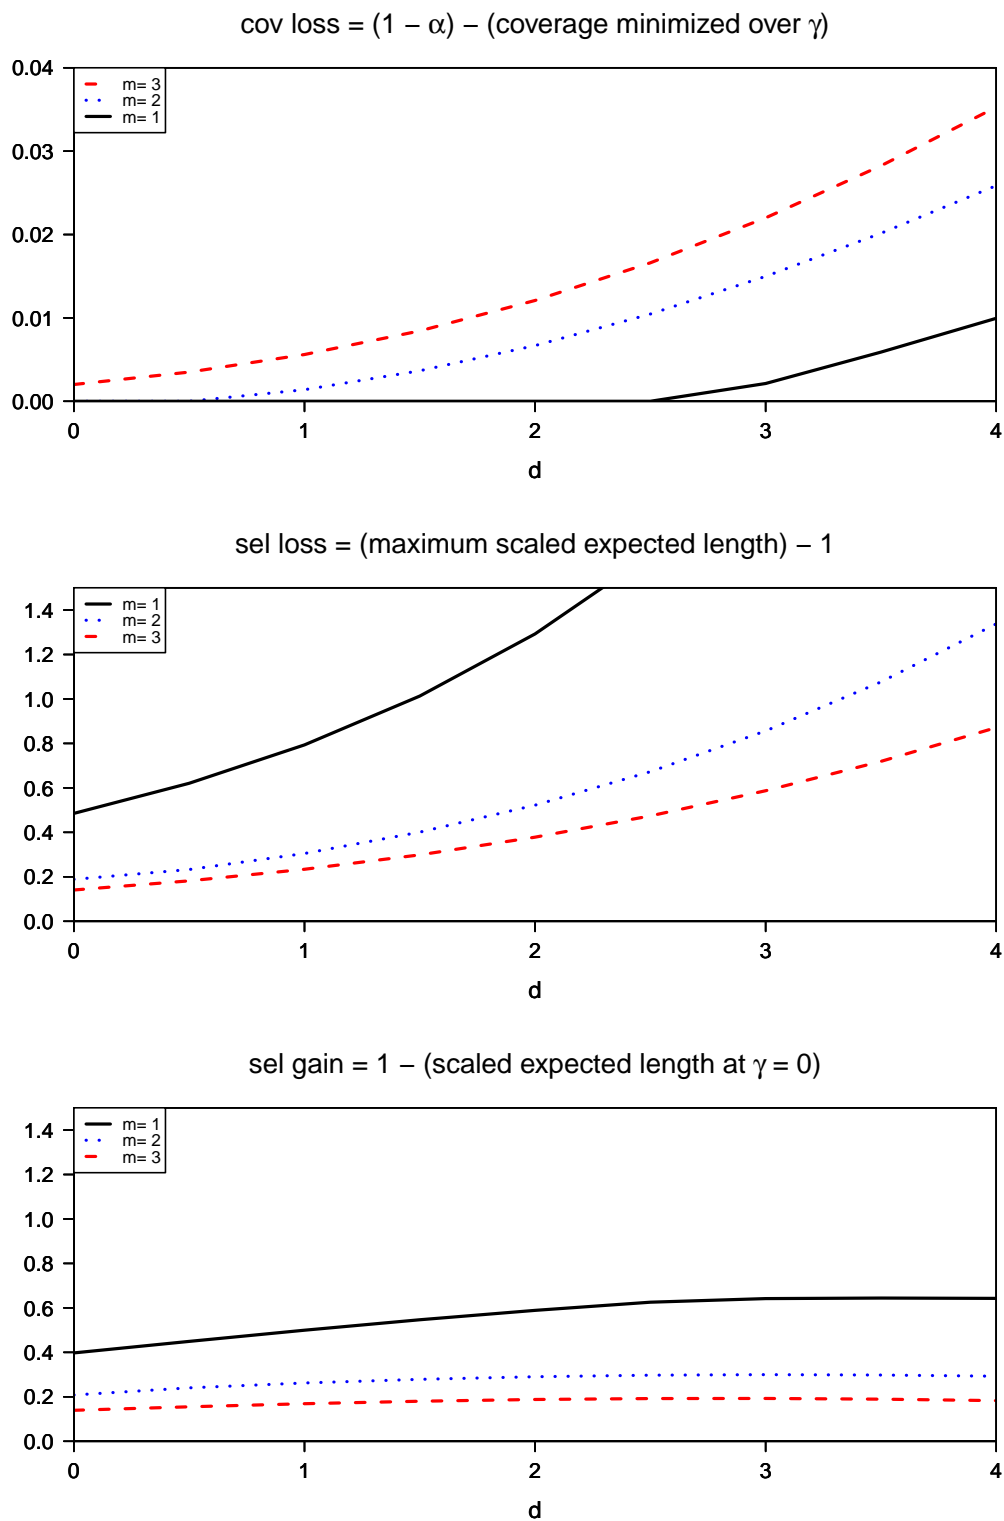 cov loss = (1 − α) − (coverage minimized over γ)
0.04
0.03
0.02
0.01
0.00
m= 3
m= 2
m= 1
0 1 2 3 4
d
sel loss = (maximum scaled expected length) − 1
1.4
1.2
1.0
0.8
0.6
0.4
0.2
0.0
m= 1
m= 2
m= 3
0 1 2 3 4
d
sel gain = 1 − (scaled expected length at γ = 0)
1.4
1.2
1.0
0.8
0.6
0.4
0.2
0.0
m= 1
m= 2
m= 3
0 1 2 3 4
d